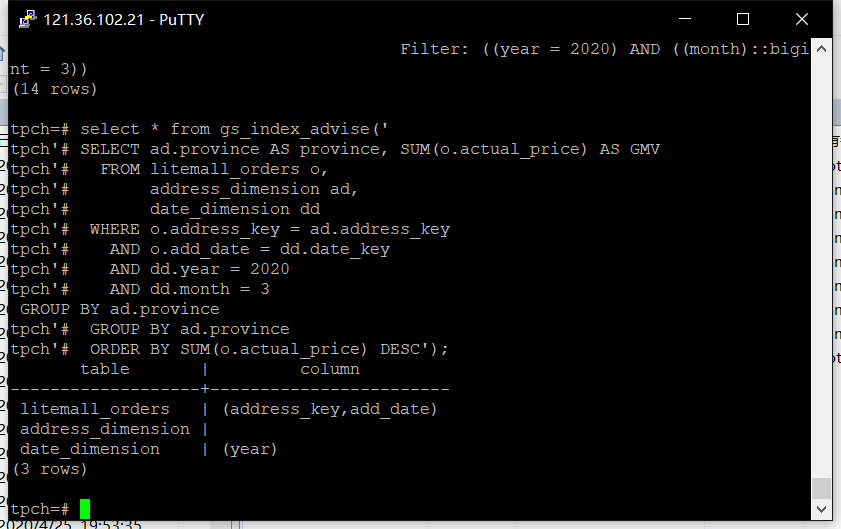 121.36.102.21 - PuTTY
Filter: ((year = 2020) AND ((month)::bigi
nt = 3))
(14 rows)
tpch=# select * from gs_index_advise('
tpch'# SELECT ad.province AS province, SUM(o.actual_price) AS GMV
tpch'#   FROM litemall_orders o,
tpch'#        address_dimension ad,
tpch'#        date_dimension dd
tpch'#  WHERE o.address_key = ad.address_key
tpch'#    AND o.add_date = dd.date_key
tpch'#    AND dd.year = 2020
tpch'#    AND dd.month = 3
 GROUP BY ad.province
tpch'#  GROUP BY ad.province
tpch'#  ORDER BY SUM(o.actual_price) DESC');
       table       |         column
-------------------+------------------------
 litemall_orders   | (address_key,add_date)
 address_dimension |
 date_dimension    | (year)
(3 rows)
tpch=#
2020/4/25 19:53:35